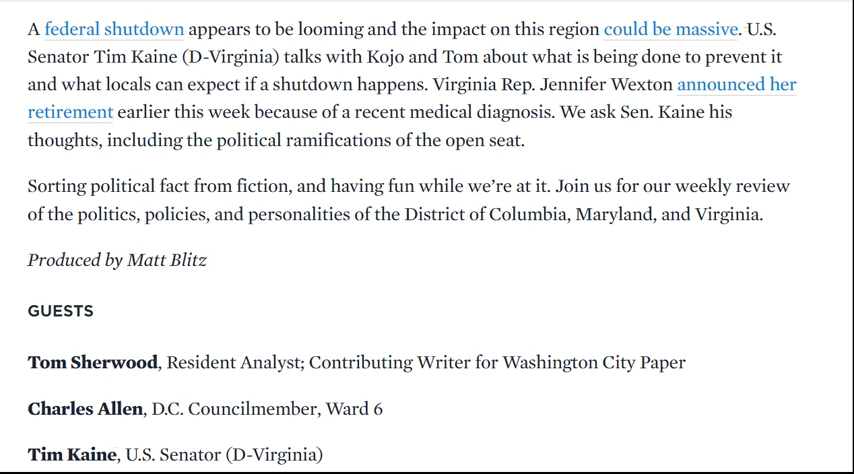 A federal shutdown appears to be looming and the impact on this region could be massive. U.S.
Senator Tim Kaine (D-Virginia) talks with Kojo and Tom about what is being done to prevent it
and what locals can expect if a shutdown happens. Virginia Rep. Jennifer Wexton announced her
retirement earlier this week because of a recent medical diagnosis. We ask Sen. Kaine his
thoughts, including the political ramifications of the open seat.
Sorting political fact from fiction, and having fun while we're at it. Join us for our weekly review
of the politics, policies, and personalities of the District of Columbia, Maryland, and Virginia.
Produced by Matt Blitz
GUESTS
Tom Sherwood, Resident Analyst; Contributing Writer for Washington City Paper
Charles Allen, D.C. Councilmember, Ward 6
Tim Kaine, U.S. Senator (D-Virginia)